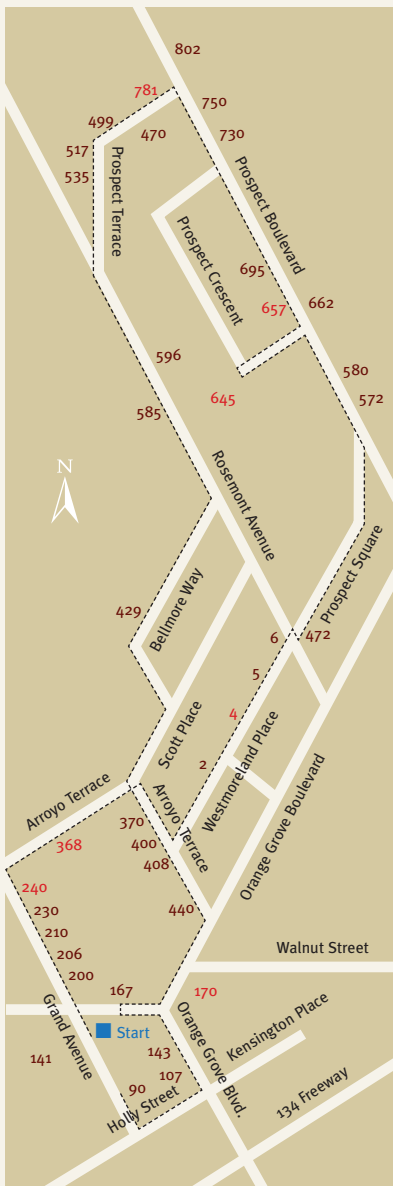 802
781
750
499
470
730
517
535
Prospect Terrace
Prospect Boulevard
Prospect Crescent
695
657
662
596
580
645
572
585
N
Rosemont Avenue
Prospect Square
Bellmore Way
429
6
472
5
4
Scott Place
Westmoreland Place
2
Orange Grove Boulevard
Arroyo Terrace
Arroyo Terrace
370
368
400
408
240
230
440
210
Walnut Street
206
200
167
170
Grand Avenue
Start
Orange Grove Blvd.
Kensington Place
141
143
107
134 Freeway
90
Holly Street